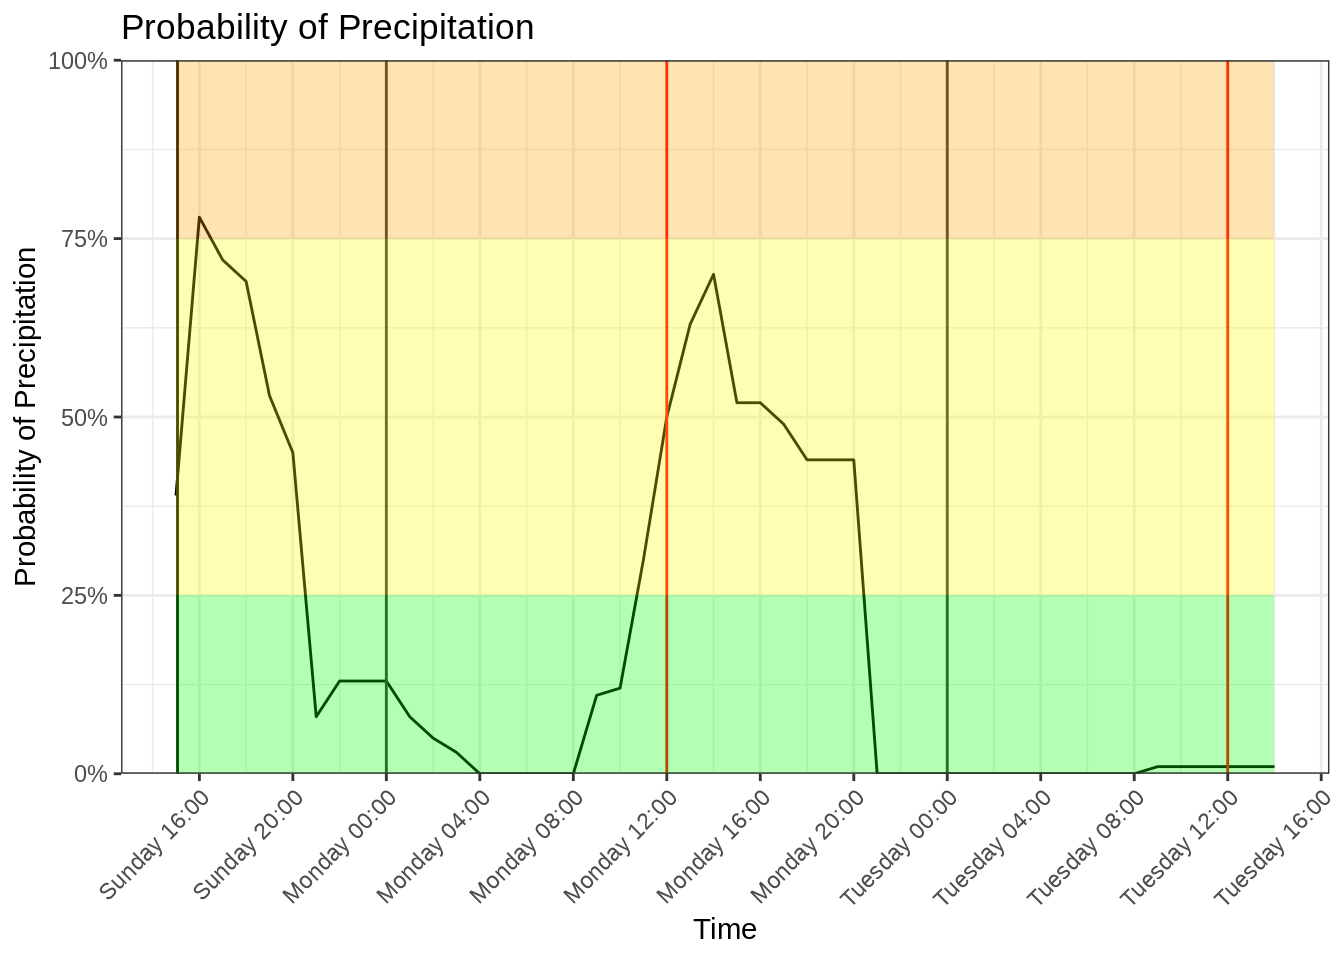 Probability of Precipitation
Probability of Precipitation
100%
75%
50%
25%
0%
Sunday 16:00
Sunday 20:00
Monday 00:00
Monday 04:00
Monday 08:00
Monday 12:00
Monday 16:00
Monday 20:00
Tuesday 00:00
Tuesday 04:00
Tuesday 08:00
Tuesday 12:00
Tuesday 16:00
Time